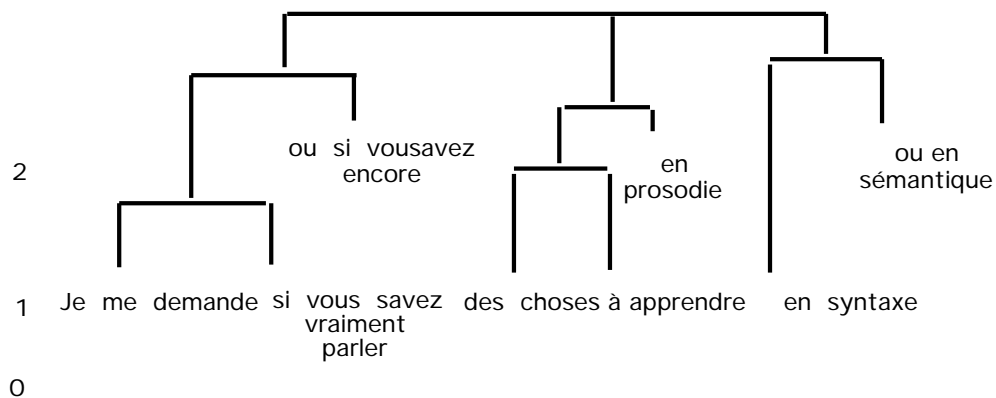 ou si vousavez
encore
en
prosodie
ou en
sémantique
2
1 Je me demande si vous savez des choses à apprendre en syntaxe
vraiment
parler
0